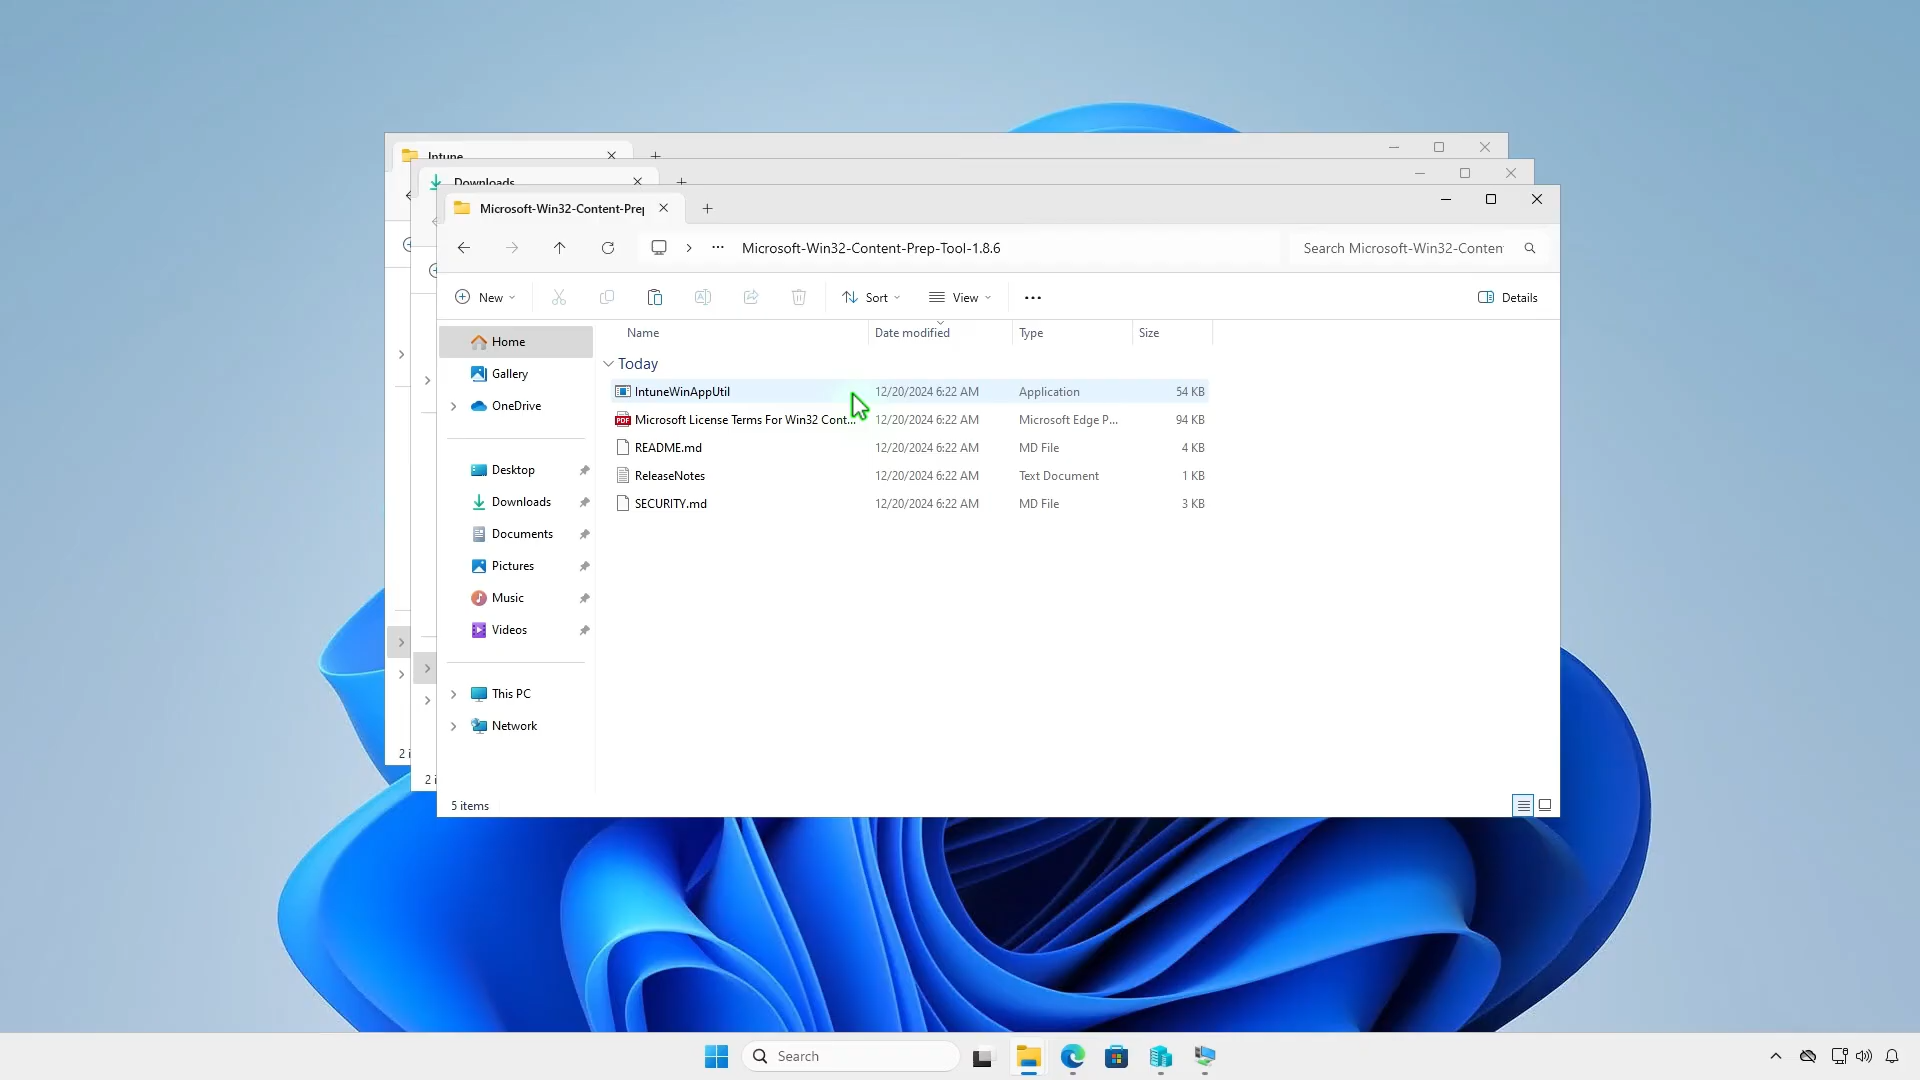 Intune
Downloads
Microsoft-Win32-Content-Prep
Microsoft-Win32-Content-Prep-Tool-1.8.6
Search Microsoft-Win32-Conten
New
Sort
View
Details
Name Date modified Type Size
Today
IntuneWinAppUtil 12/20/2024 6:22 AM Application 54 KB
Microsoft License Terms For Win32 Cont... 12/20/2024 6:22 AM Microsoft Edge P... 94 KB
README.md 12/20/2024 6:22 AM MD File 4 KB
ReleaseNotes 12/20/2024 6:22 AM Text Document 1 KB
SECURITY.md 12/20/2024 6:22 AM MD File 3 KB
Home
Gallery
OneDrive
Desktop
Downloads
Documents
Pictures
Music
Videos
This PC
Network
2 i
2 i
5 items
Search